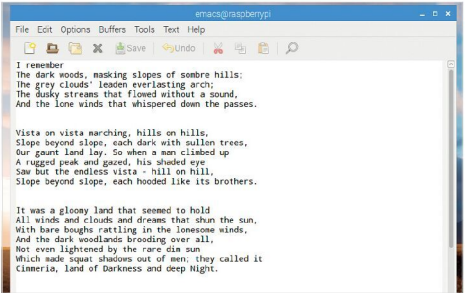 emacs@raspberrypi
File Edit Options Buffers Tools Text Help
Save Undo
I remember
The dark woods, masking slopes of sombre hills;
The grey clouds' leaden everlasting arch;
The dusky streams that flowed without a sound,
And the lone winds that whispered down the passes.
Vista on vista marching, hills on hills,
Slope beyond slope, each dark with sullen trees,
Our gaunt land lay. So when a man climbed up
A rugged peak and gazed, his shaded eye
Saw but the endless vista - hill on hill,
Slope beyond slope, each hooded like its brothers.
It was a gloomy land that seemed to hold
All winds and clouds and dreams that shun the sun,
With bare boughs rattling in the lonesome winds,
And the dark woodlands brooding over all,
Not even lightened by the rare dim sun
Which made squat shadows out of men; they called it
Cimmeria, land of Darkness and deep Night.